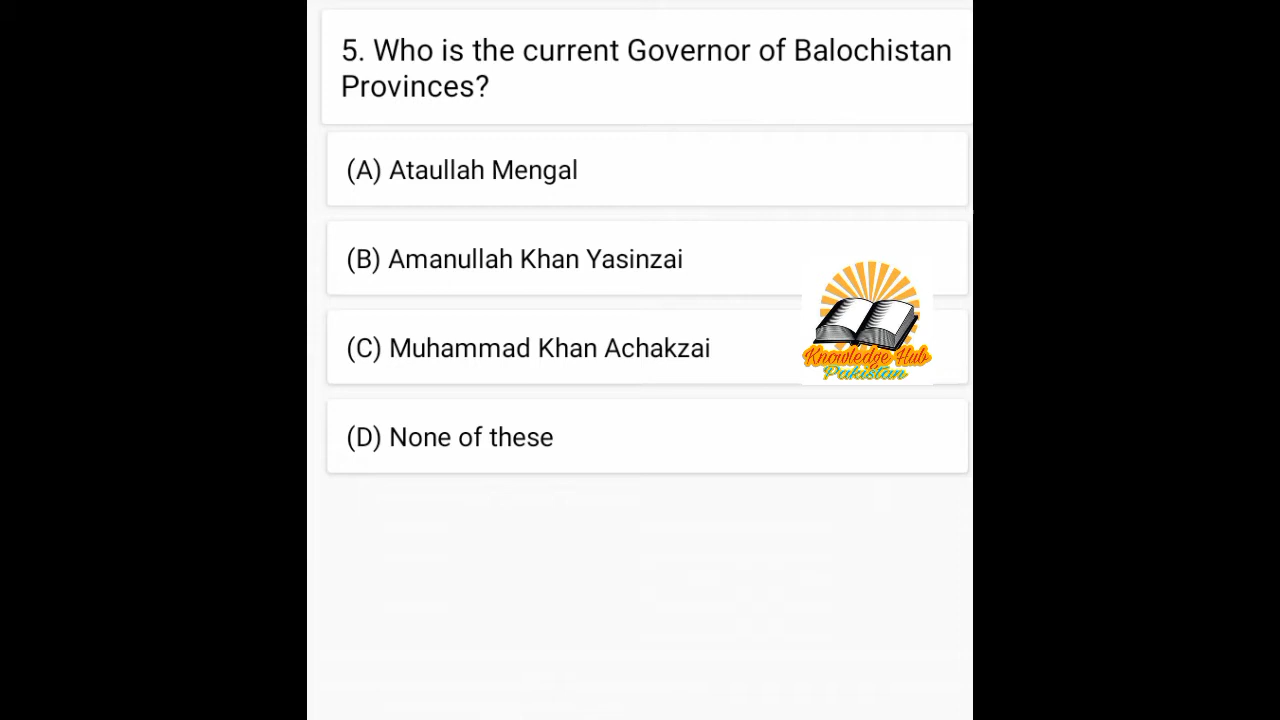 5. Who is the current Governor of Balochistan
Provinces?
(A) Ataullah Mengal
(B) Amanullah Khan Yasinzai
(C) Muhammad Khan Achakzai
Knowledge Hub
Pakistan
(D) None of these